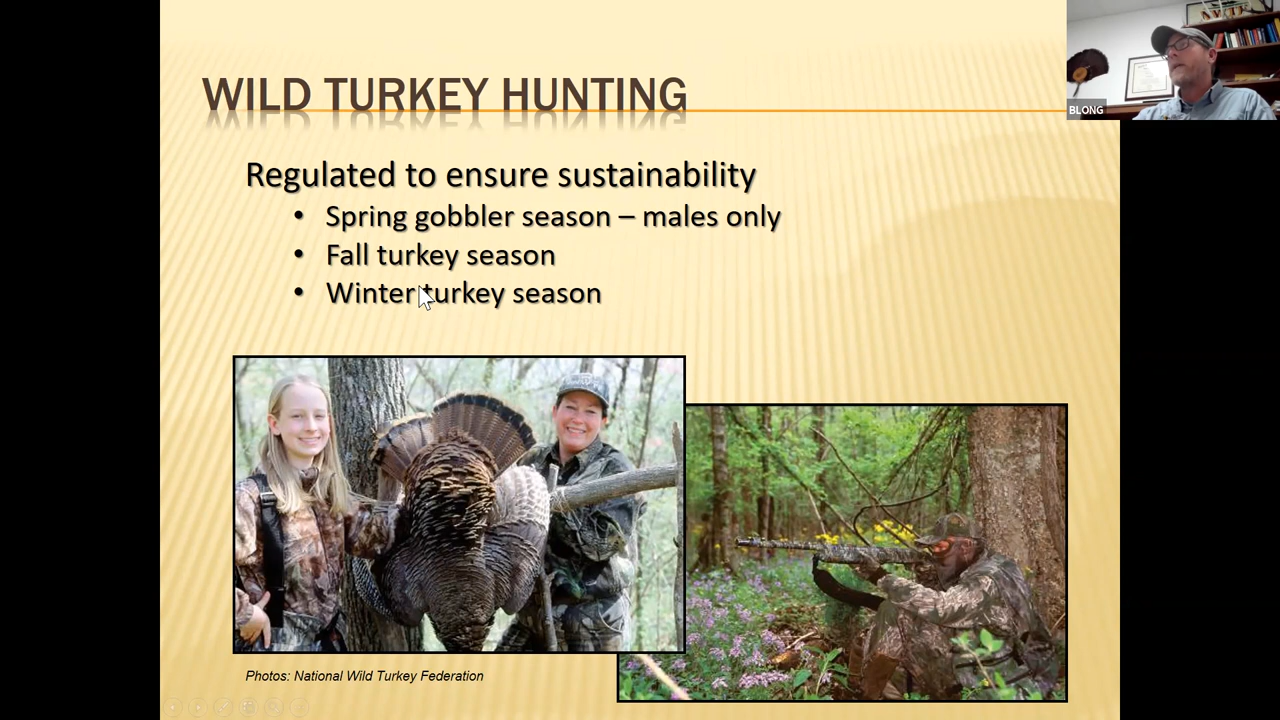 WILD TURKEY HUNTING
BLONG
Regulated to ensure sustainability
• Spring gobbler season – males only
• Fall turkey season
• Winter turkey season
Photos: National Wild Turkey Federation